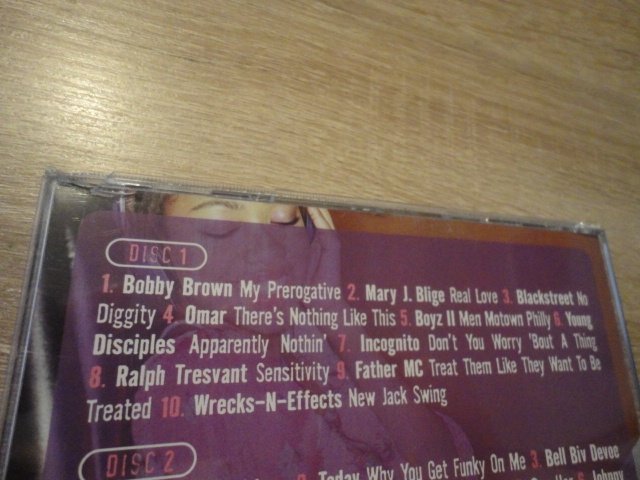 DISC 1
1. Bobby Brown My Prerogative 2. Mary J. Blige Real Love 3. Blackstreet No
Diggity 4. Omar There's Nothing Like This 5. Boyz II Men Motown Philly 6. Young
Disciples Apparently Nothin' 7. Incognito Don't You Worry 'Bout A Thing
8. Ralph Tresvant Sensitivity 9. Father MC Treat Them Like They Want To Be
Treated 10. Wrecks-N-Effects New Jack Swing
DISC 2
Today Why You Get Funky On Me 3. Bell Biv Devoe
6. Johnny